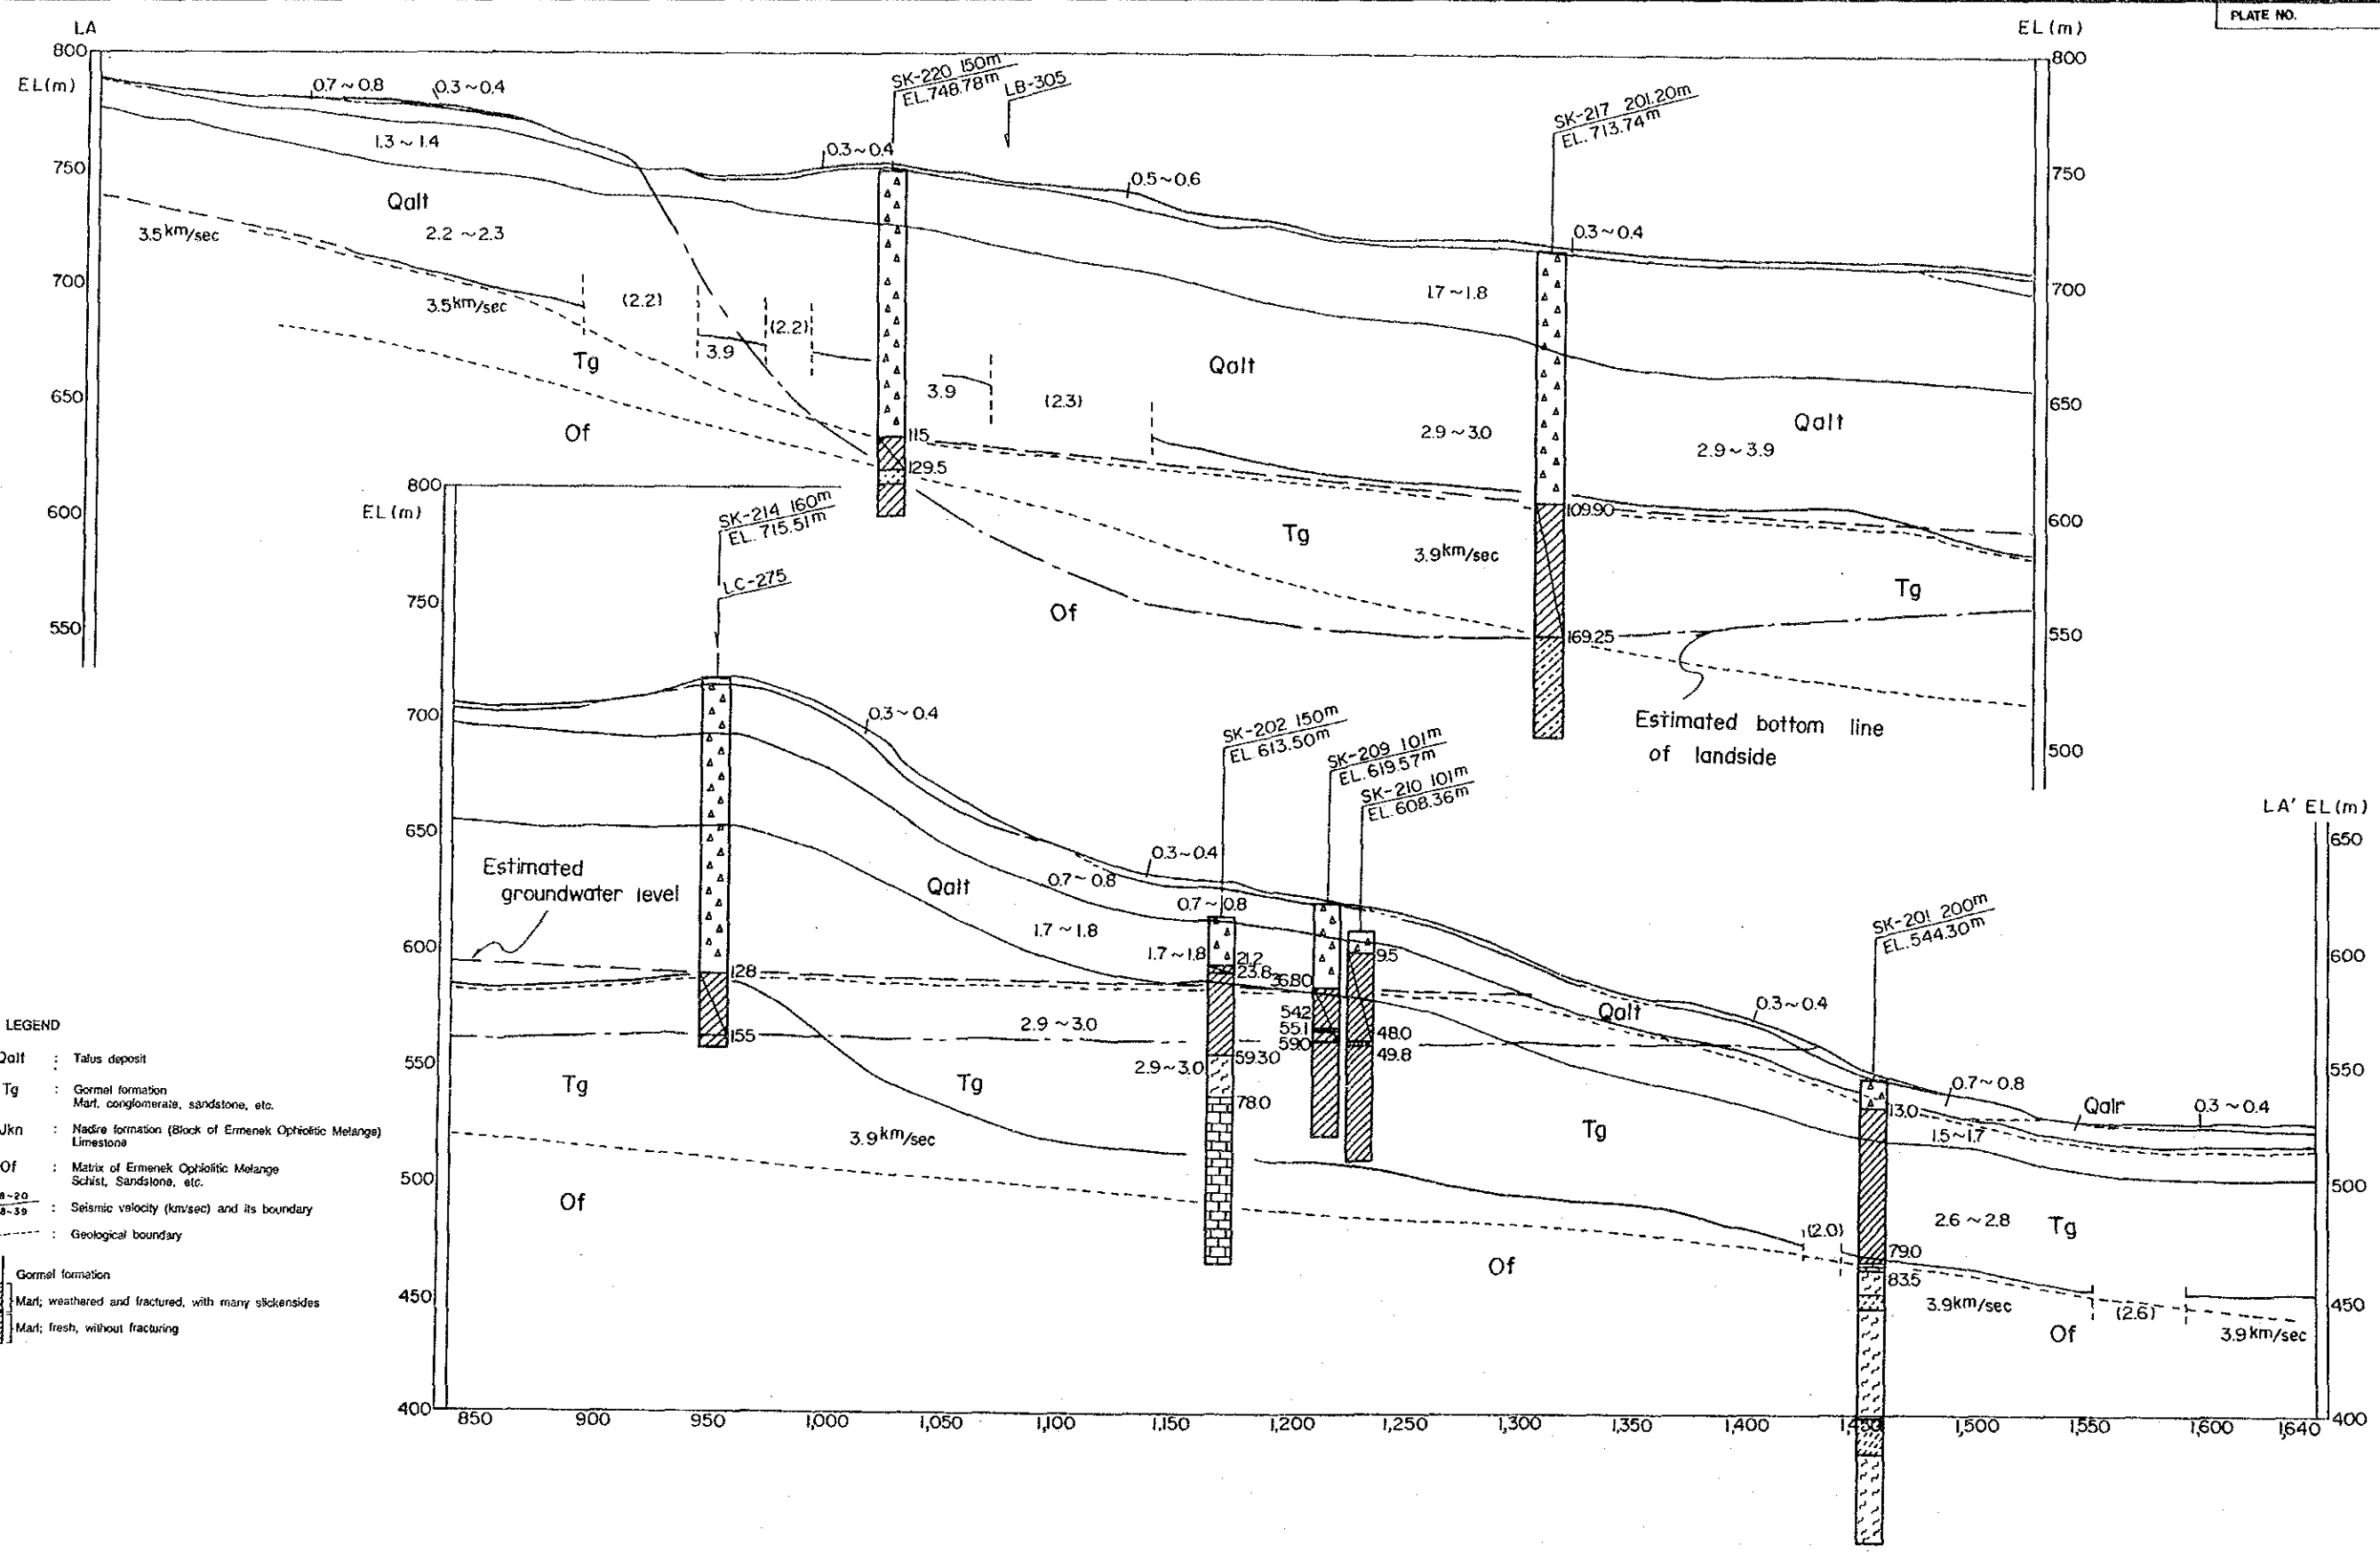 PLATE NO.
LA
EL (m)
800
EL (m)
800
750
700
650
600
550
800
750
700
650
600
550
500
0.7 ~ 0.8
0.3 ~ 0.4
1.3 ~ 1.4
Qalt
2.2 ~ 2.3
3.5 km/sec
3.5 km/sec
(2.2)
3.9
(2.2)
Tg
Of
SK-220 150m
EL. 748.78m
LB-305
0.3 ~ 0.4
0.5 ~ 0.6
SK-217 201.20m
EL. 713.74m
0.3 ~ 0.4
1.7 ~ 1.8
Qalt
3.9
(2.3)
2.9 ~ 3.0
Qalt
2.9 ~ 3.9
115
129.5
109.90
169.25
Tg
3.9 km/sec
Tg
Of
Estimated bottom line
of landside
EL (m)
800
750
700
650
600
550
500
450
400
SK-214 160m
EL. 715.51m
LC-275
0.3 ~ 0.4
SK-202 150m
EL. 613.50m
SK-209 101m
EL. 619.57m
SK-210 101m
EL. 608.36m
LA' EL (m)
650
600
550
500
450
400
Estimated
groundwater level
Qalt
0.3 ~ 0.4
0.7 ~ 0.8
0.7 ~ 0.8
1.7 ~ 1.8
1.7 ~ 1.8
21.2
23.8
36.80
9.5
SK-201 200m
EL. 544.30m
128
155
2.9 ~ 3.0
2.9 ~ 3.0
54.2
55.1
59.0
59.30
48.0
49.8
78.0
Qalt
0.3 ~ 0.4
0.7 ~ 0.8
Qalr
0.3 ~ 0.4
13.0
1.5 ~ 1.7
Tg
Tg
3.9 km/sec
Tg
Of
Of
2.6 ~ 2.8
Tg
(2.0)
79.0
83.5
3.9 km/sec
(2.6)
Of
3.9 km/sec
850 900 950 1,000 1,050 1,100 1,150 1,200 1,250 1,300 1,350 1,400 1,450 1,500 1,550 1,600 1,640
LEGEND
Qalt : Talus deposit
Tg : Gormel formation
Marl, conglomerate, sandstone, etc.
Jkn : Nadire formation (Block of Ermenek Ophiolitic Melange)
Limestone
Of : Matrix of Ermenek Ophiolitic Melange
Schist, Sandstone, etc.
: Seismic velocity (km/sec) and its boundary
: Geological boundary
Gormel formation
Marl; weathered and fractured, with many slickensides
Marl; fresh, without fracturing